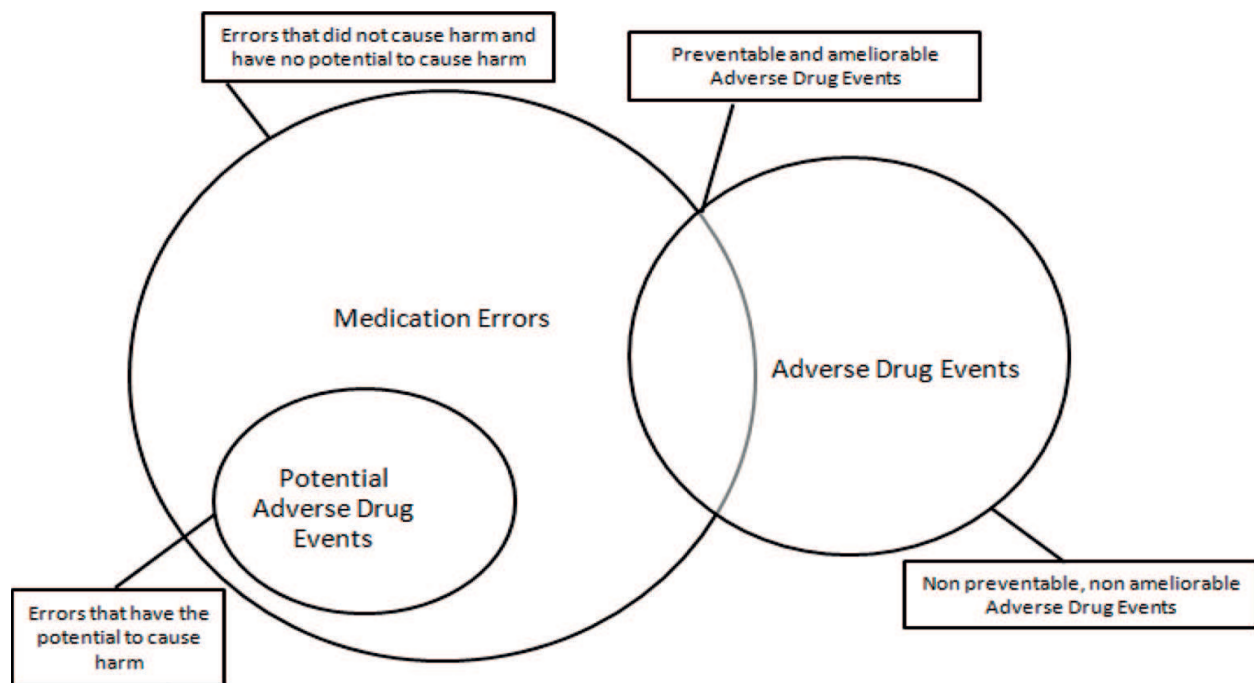 Errors that did not cause harm and
have no potential to cause harm
Preventable and ameliorable
Adverse Drug Events
Medication Errors
Adverse Drug Events
Potential
Adverse Drug
Events
Non preventable, non ameliorable
Adverse Drug Events
Errors that have the
potential to cause
harm